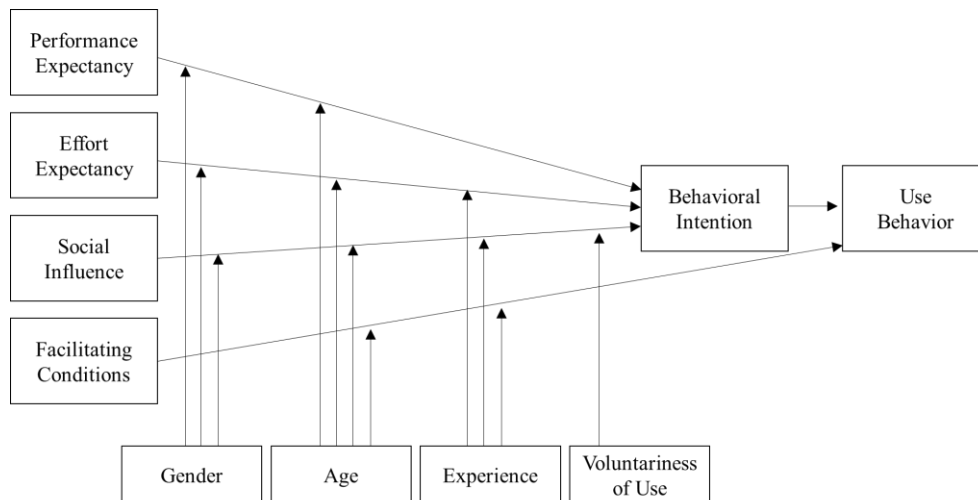 Performance
Expectancy
Effort
Expectancy
Social
Influence
Facilitating
Conditions
Behavioral
Intention
Use
Behavior
Gender
Age
Experience
Voluntariness
of Use